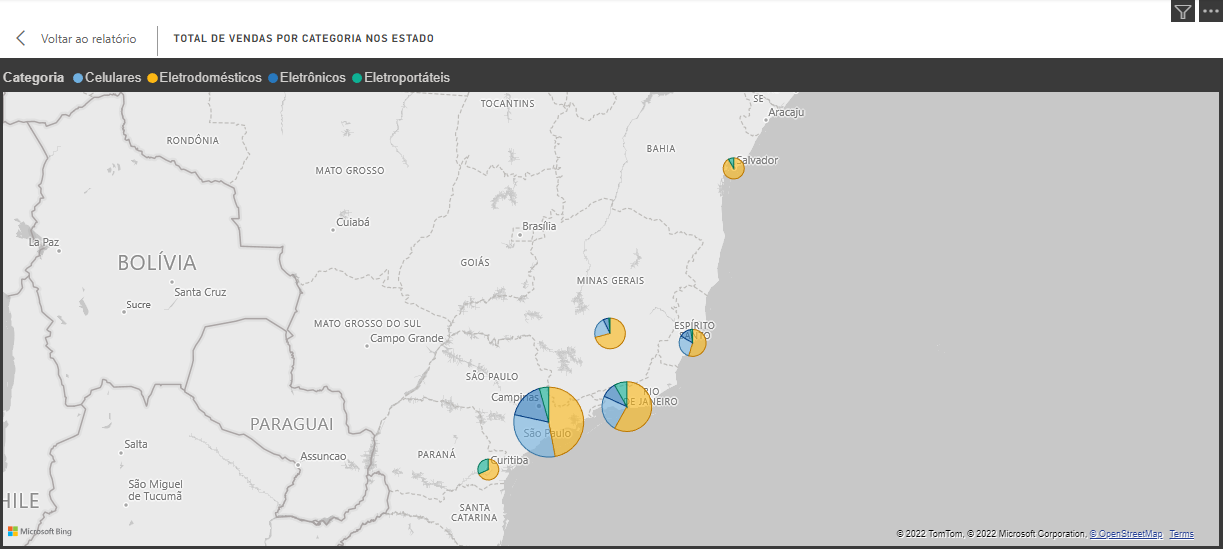 Voltar ao relatório
TOTAL DE VENDAS POR CATEGORIA NOS ESTADO
Categoria Celulares Eletrodomésticos Eletrônicos Eletroportáteis
TOCANTINS
SE
Aracaju
RONDÔNIA
BAHIA
Salvador
MATO GROSSO
Cuiabá
Brasília
La Paz
BOLÍVIA
GOIÁS
MINAS GERAIS
Santa Cruz
Sucre
MATO GROSSO DO SUL
ESPÍRITO
SANTO
Campo Grande
SÃO PAULO
Campinas
RIO
DE JANEIRO
PARAGUAI
São Paulo
Salta
Assuncao
PARANÁ
Curitiba
São Miguel
de Tucumã
HILE
SANTA
CATARINA
Microsoft Bing
© 2022 TomTom, © 2022 Microsoft Corporation, © OpenStreetMap Terms